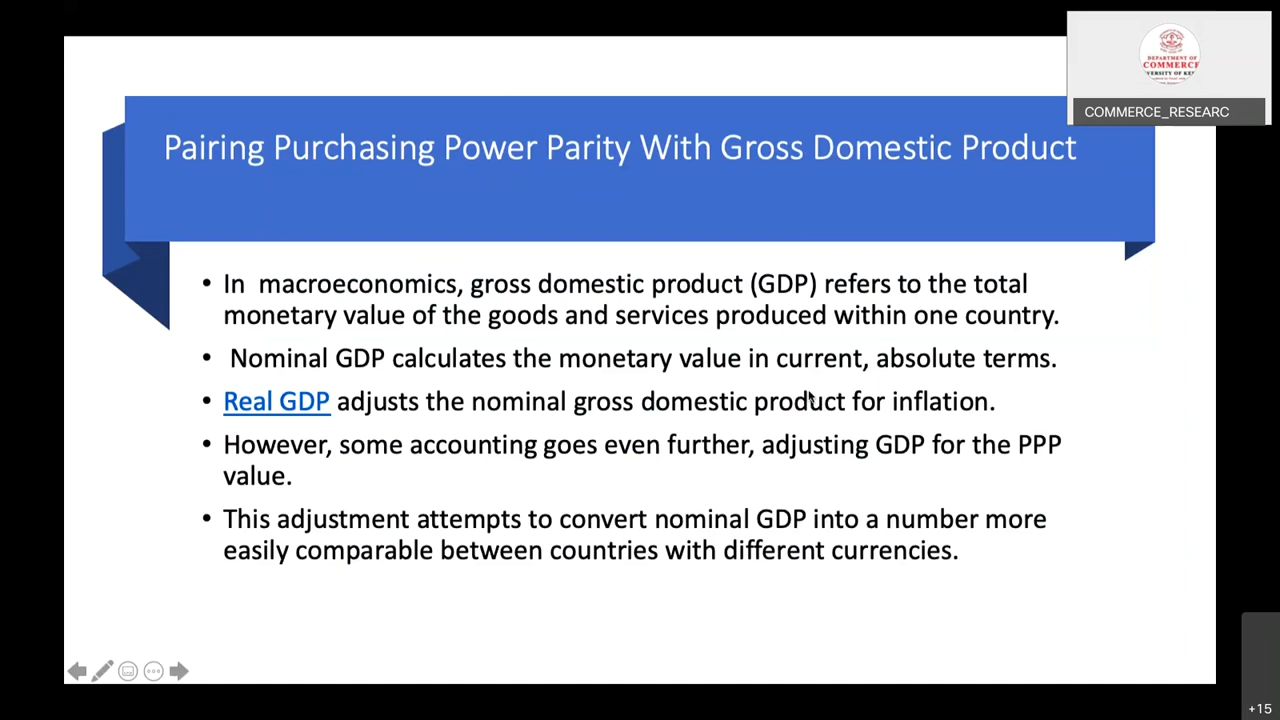 DEPARTMENT OF
COMMERCE
COMMERCE_RESEARC
Pairing Purchasing Power Parity With Gross Domestic Product
• In  macroeconomics, gross domestic product (GDP) refers to the total
monetary value of the goods and services produced within one country.
• Nominal GDP calculates the monetary value in current, absolute terms.
• Real GDP adjusts the nominal gross domestic product for inflation.
• However, some accounting goes even further, adjusting GDP for the PPP
value.
• This adjustment attempts to convert nominal GDP into a number more
easily comparable between countries with different currencies.
+15